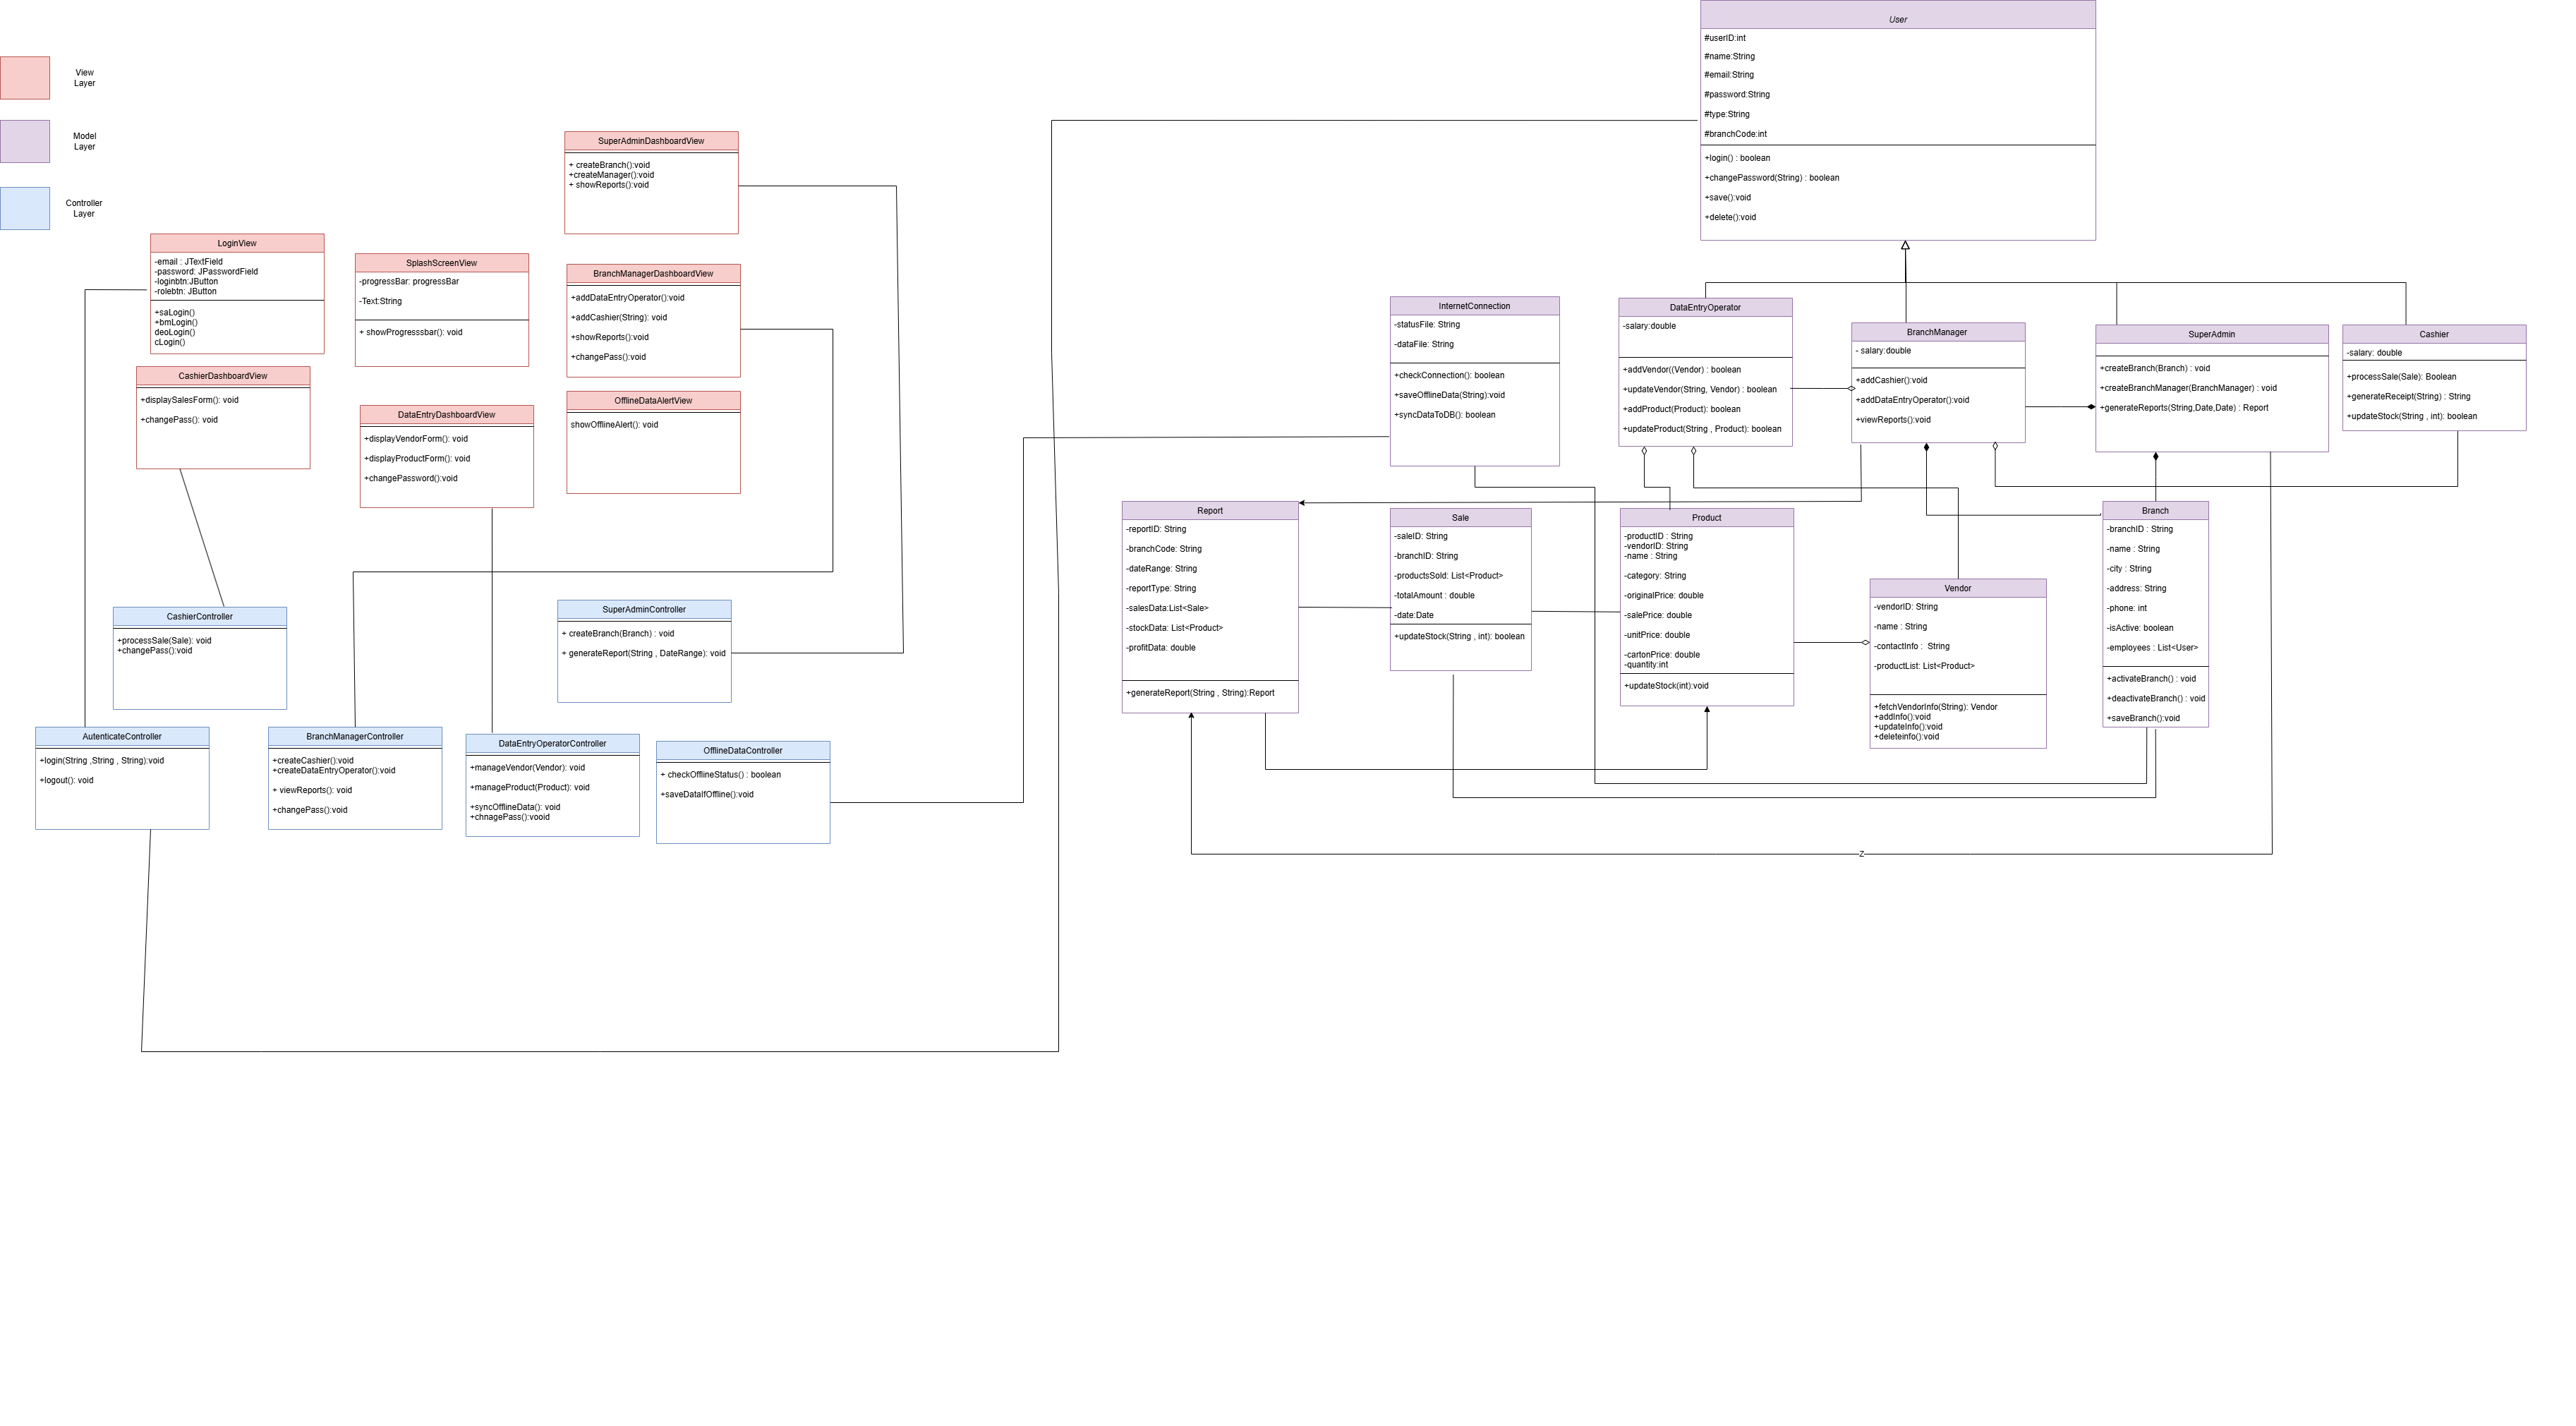 View
Layer
Model
Layer
Controller
Layer
LoginView
-email : JTextField
-password: JPasswordField
-loginbtn:JButton
-rolebtn: JButton
+saLogin()
+bmLogin()
deoLogin()
cLogin()
SplashScreenView
-progressBar: progressBar
-Text:String
+ showProgresssbar(): void
SuperAdminDashboardView
+ createBranch():void
+createManager():void
+ showReports():void
BranchManagerDashboardView
+addDataEntryOperator():void
+addCashier(String): void
+showReports():void
+changePass():void
CashierDashboardView
+displaySalesForm(): void
+changePass(): void
DataEntryDashboardView
+displayVendorForm(): void
+displayProductForm(): void
+changePassword():void
OfflineDataAlertView
showOfflineAlert(): void
CashierController
+processSale(Sale): void
+changePass():void
SuperAdminController
+ createBranch(Branch) : void
+ generateReport(String , DateRange): void
AutenticateController
+login(String ,String , String):void
+logout(): void
BranchManagerController
+createCashier():void
+createDataEntryOperator():void
+ viewReports(): void
+changePass():void
DataEntryOperatorController
+manageVendor(Vendor): void
+manageProduct(Product): void
+syncOfflineData(): void
+chnagePass():vooid
OfflineDataController
+ checkOfflineStatus() : boolean
+saveDataIfOffline():void
User
#userID:int
#name:String
#email:String
#password:String
#type:String
#branchCode:int
+login() : boolean
+changePassword(String) : boolean
+save():void
+delete():void
InternetConnection
-statusFile: String
-dataFile: String
+checkConnection(): boolean
+saveOfflineData(String):void
+syncDataToDB(): boolean
DataEntryOperator
-salary:double
+addVendor((Vendor) : boolean
+updateVendor(String, Vendor) : boolean
+addProduct(Product): boolean
+updateProduct(String , Product): boolean
BranchManager
- salary:double
+addCashier():void
+addDataEntryOperator():void
+viewReports():void
SuperAdmin
+createBranch(Branch) : void
+createBranchManager(BranchManager) : void
+generateReports(String,Date,Date) : Report
Cashier
-salary: double
+processSale(Sale): Boolean
+generateReceipt(String) : String
+updateStock(String , int): boolean
Report
-reportID: String
-branchCode: String
-dateRange: String
-reportType: String
-salesData:List<Sale>
-stockData: List<Product>
-profitData: double
+generateReport(String , String):Report
Sale
-saleID: String
-branchID: String
-productsSold: List<Product>
-totalAmount : double
-date:Date
+updateStock(String , int): boolean
Product
-productID : String
-vendorID: String
-name : String
-category: String
-originalPrice: double
-salePrice: double
-unitPrice: double
-cartonPrice: double
-quantity:int
+updateStock(int):void
Vendor
-vendorID: String
-name : String
-contactInfo :  String
-productList: List<Product>
+fetchVendorInfo(String): Vendor
+addInfo():void
+updateInfo():void
+deleteinfo():void
Branch
-branchID : String
-name : String
-city : String
-address: String
-phone: int
-isActive: boolean
-employees : List<User>
+activateBranch() : void
+deactivateBranch() : void
+saveBranch():void
Z